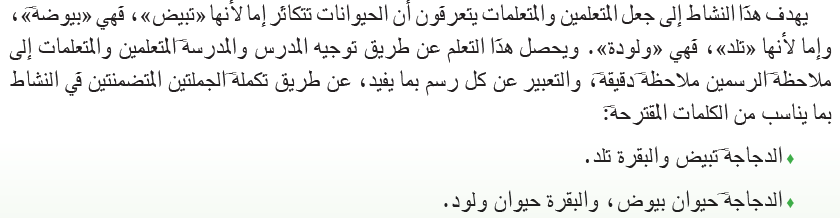 يهدف هذا النشاط إلى جعل المتعلمين والمتعلمات يتعرفون أن الحيوانات تتكاثر إما لأنها «تبيض»، فهي «بيوضة»،
وإما لأنها «تلد»، فهي «ولودة». ويحصل هذا التعلم عن طريق توجيه المدرس والمدرسة المتعلمين والمتعلمات إلى
ملاحظة الرسمين ملاحظة دقيقة، والتعبير عن كل رسم بما يفيد، عن طريق تكملة الجملتين المتضمنتين في النشاط
بما يناسب من الكلمات المقترحة:
♦ الدجاجة تبيض والبقرة تلد.
♦ الدجاجة حيوان بيوض، والبقرة حيوان ولود.